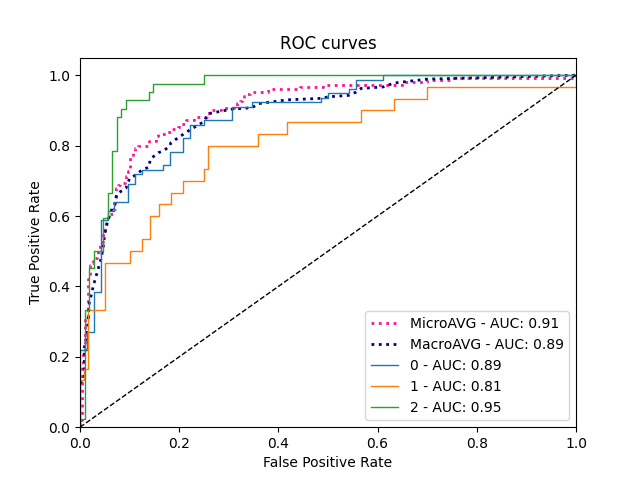 ROC curves
True Positive Rate
1.0
0.8
0.6
0.4
0.2
0.0
MicroAVG - AUC: 0.91
MacroAVG - AUC: 0.89
0 - AUC: 0.89
1 - AUC: 0.81
2 - AUC: 0.95
0.0 0.2 0.4 0.6 0.8 1.0
False Positive Rate